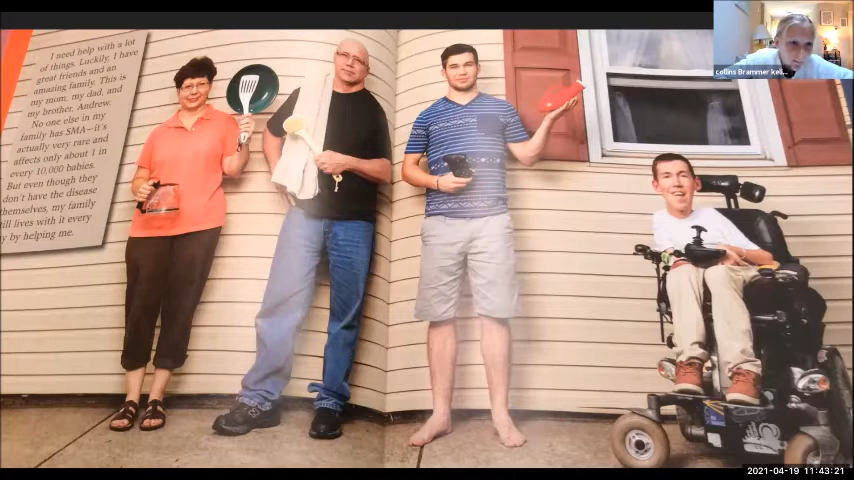 I need help with a lot
of things. Luckily, I have
great friends and an
amazing family. This is
my mom, my dad, and
my brother, Andrew.
No one else in my
family has SMA—it's
actually very rare and
affects only about 1 in
every 10,000 babies.
But even though they
don't have the disease
themselves, my family
still lives with it every
by helping me.
collins Brammer kel...
2021-04-19 11:43:21